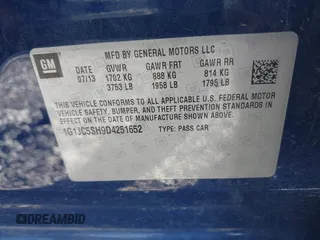 GM
MFD BY GENERAL MOTORS LLC
DATE GVWR GAWR FRT GAWR RR
07/13 1702 KG 888 KG 814 KG
3753 LB 1958 LB 1795 LB
THIS VEHICLE CONFORMS TO ALL APPLICABLE U.S. FEDERAL
MOTOR VEHICLE SAFETY, BUMPER, AND THEFT PREVENTION
STANDARDS IN EFFECT ON THE DATE OF MANUFACTURE SHOWN ABOVE.
1G1JC5SH9D4251652 TYPE: PASS CAR
DREAMBID